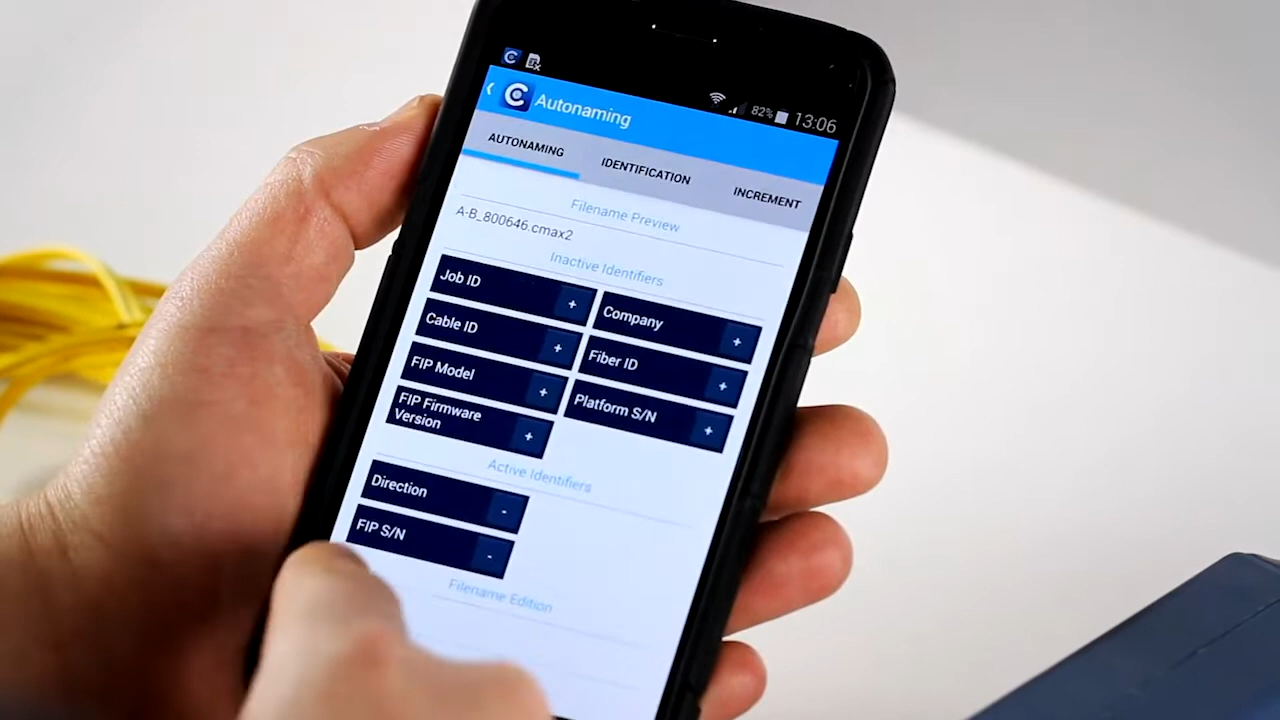 82% 13:06
Autonaming
AUTONAMING IDENTIFICATION INCREMENT
Filename Preview
A-B_800646.cmax2
Inactive Identifiers
Job ID +
Company +
Cable ID +
Fiber ID +
FIP Model +
Platform S/N +
FIP Firmware
Version +
Active Identifiers
Direction -
FIP S/N -
Filename Edition